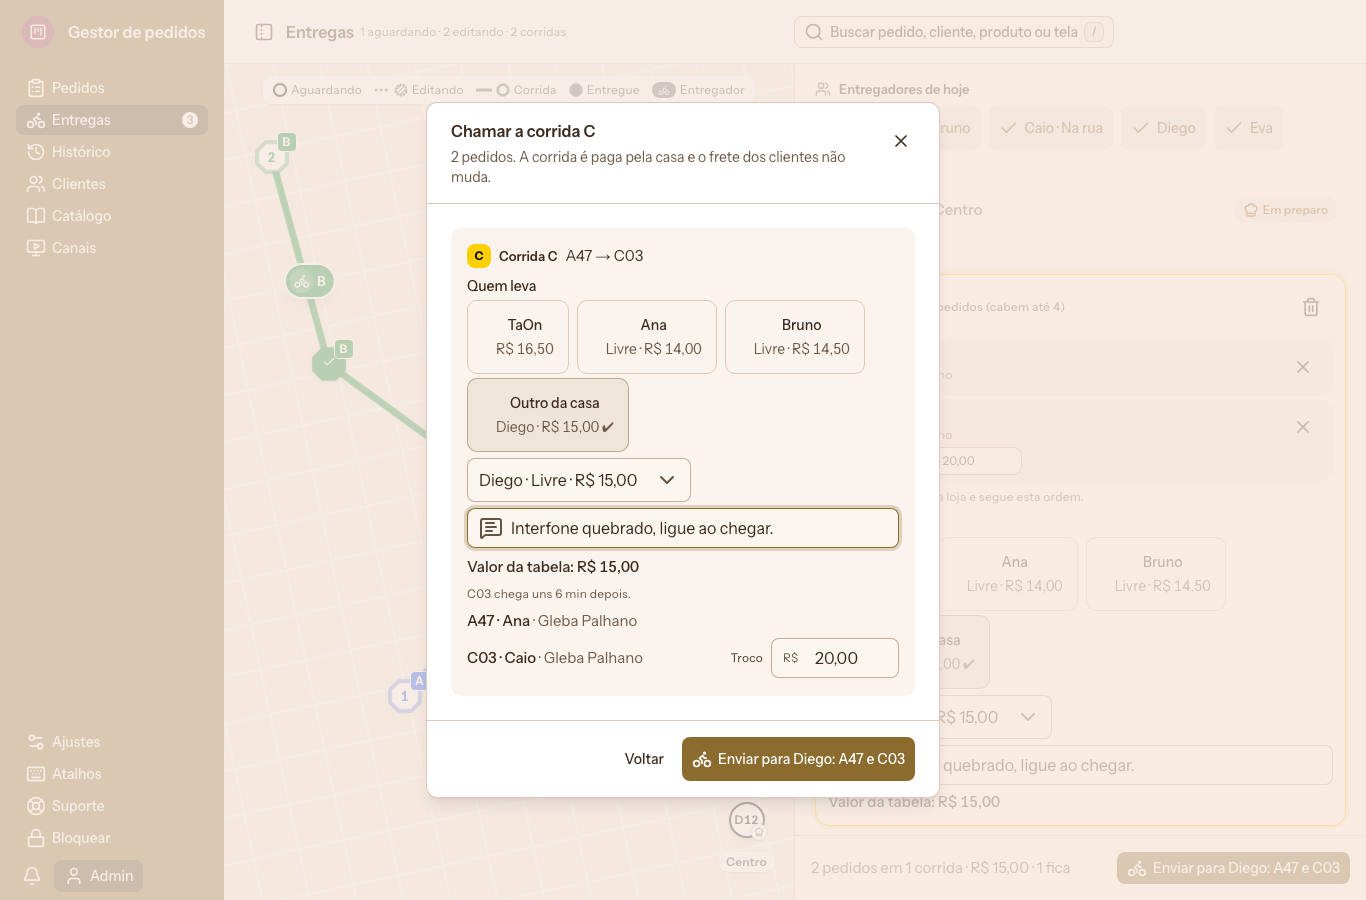 Gestor de pedidos
Entregas 1 aguardando · 2 editando · 2 corridas
Buscar pedido, cliente, produto ou tela /
Pedidos
Entregas 3
Histórico
Clientes
Catálogo
Canais
Ajustes
Atalhos
Suporte
Bloquear
Admin
Aguardando Editando Corrida Entregue Entregador
2 B
B
B
1 A
D12
Centro
Chamar a corrida C
2 pedidos. A corrida é paga pela casa e o frete dos clientes não
muda.
C Corrida C A47 → C03
Quem leva
TaOn
R$ 16,50
Ana
Livre · R$ 14,00
Bruno
Livre · R$ 14,50
Outro da casa
Diego · R$ 15,00 ✔
Diego · Livre · R$ 15,00
Interfone quebrado, ligue ao chegar.
Valor da tabela: R$ 15,00
C03 chega uns 6 min depois.
A47 · Ana · Gleba Palhano
C03 · Caio · Gleba Palhano Troco R$ 20,00
Voltar Enviar para Diego: A47 e C03
Entregadores de hoje
runo Caio · Na rua Diego Eva
Centro Em preparo
pedidos (cabem até 4)
no
no
20,00
a loja e segue esta ordem.
Ana
Livre · R$ 14,00
Bruno
Livre · R$ 14,50
asa
,00 ✔
R$ 15,00
quebrado, ligue ao chegar.
Valor da tabela: R$ 15,00
2 pedidos em 1 corrida · R$ 15,00 · 1 fica Enviar para Diego: A47 e C03